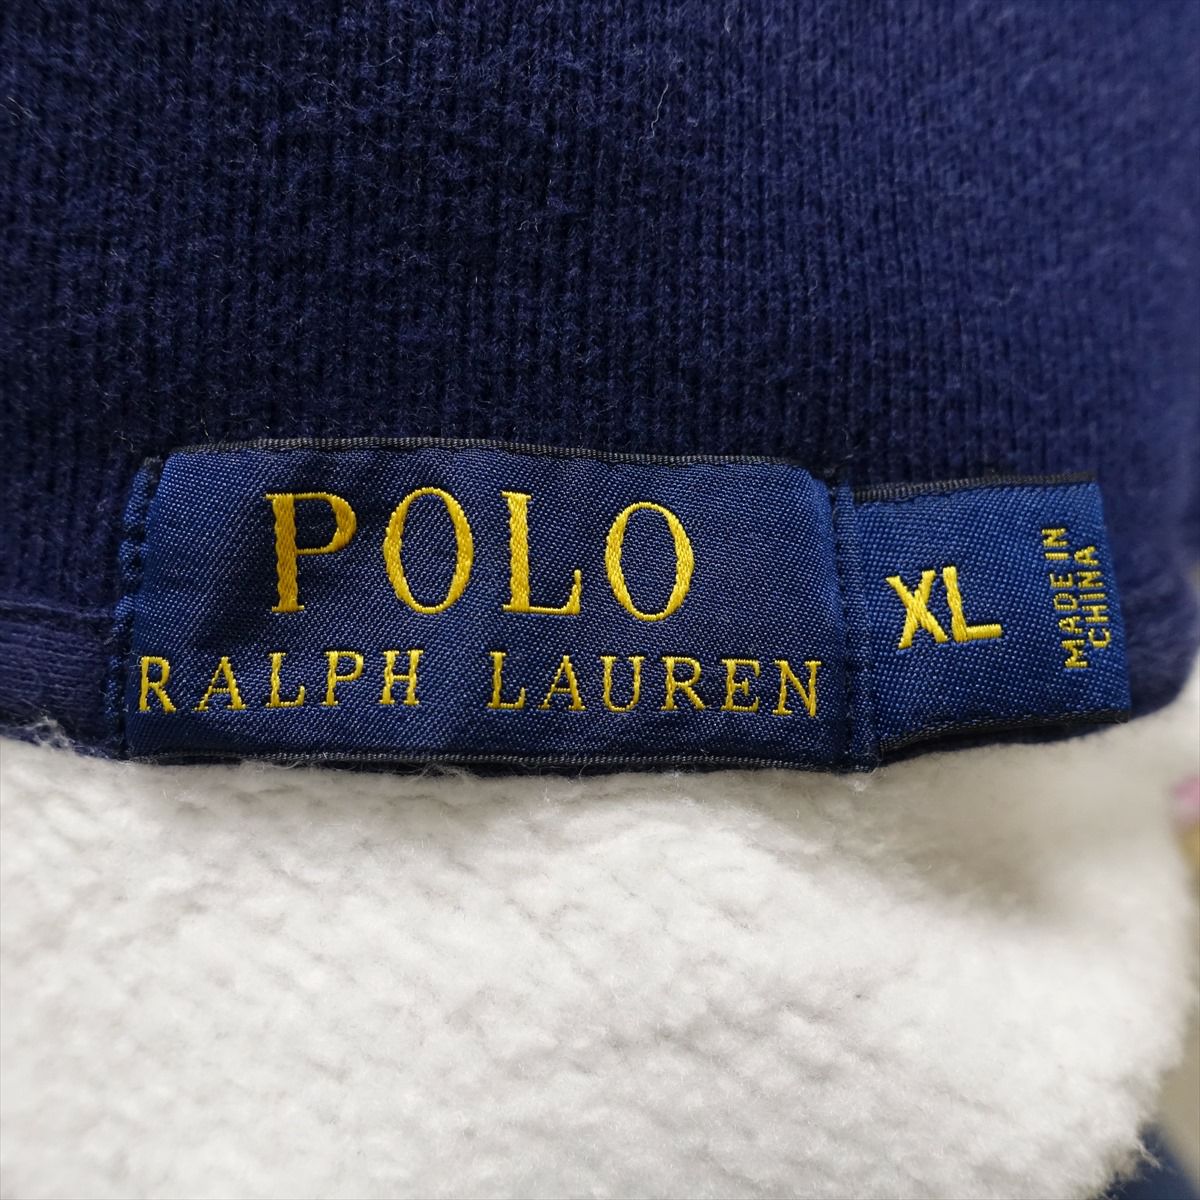 POLO
RALPH LAUREN
XL
MADE IN
CHINA